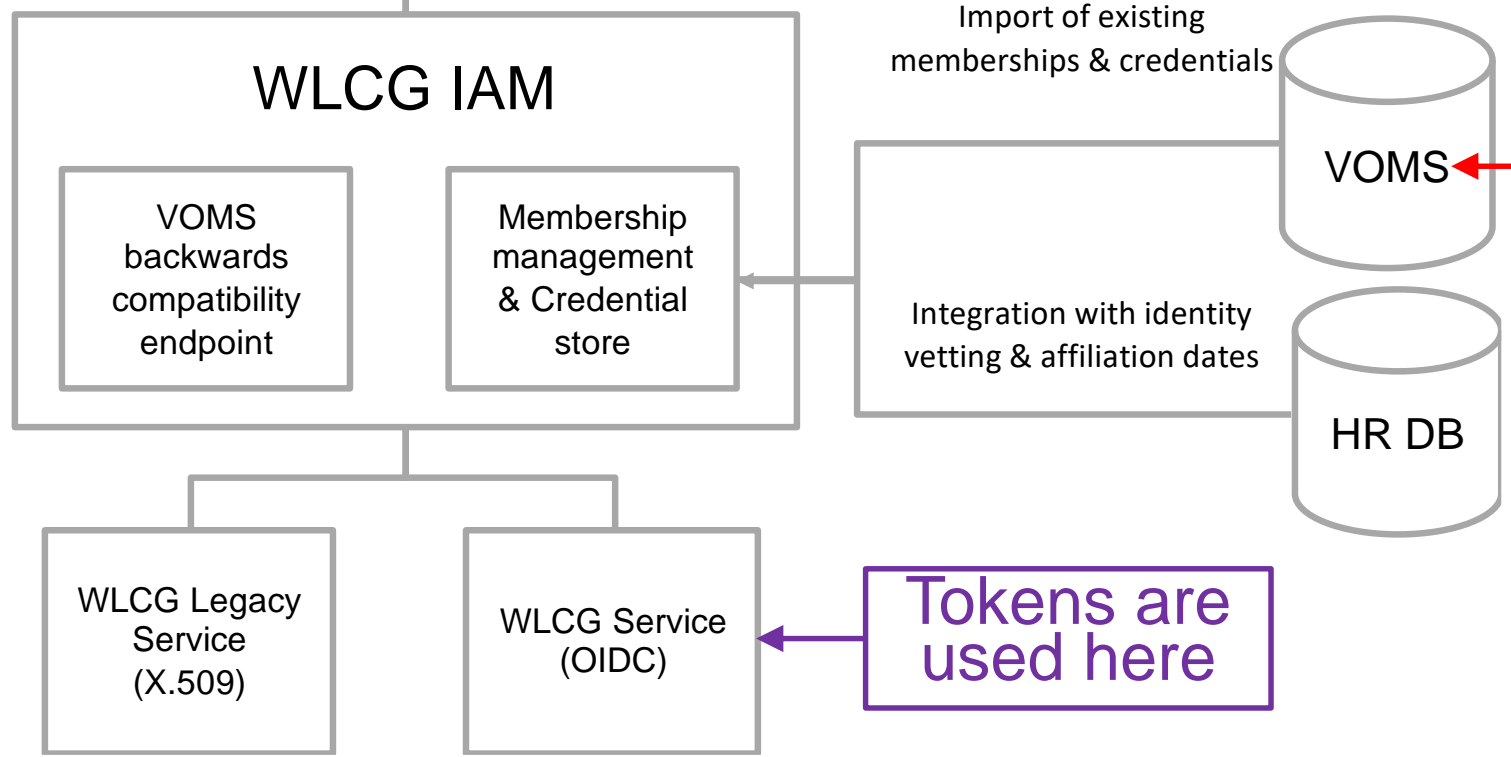 Import of existing
memberships & credentials
WLCG IAM
VOMS
VOMS
backwards
compatibility
endpoint
Membership
management
& Credential
store
Integration with identity
vetting & affiliation dates
HR DB
WLCG Legacy
Service
(X.509)
WLCG Service
(OIDC)
Tokens are
used here